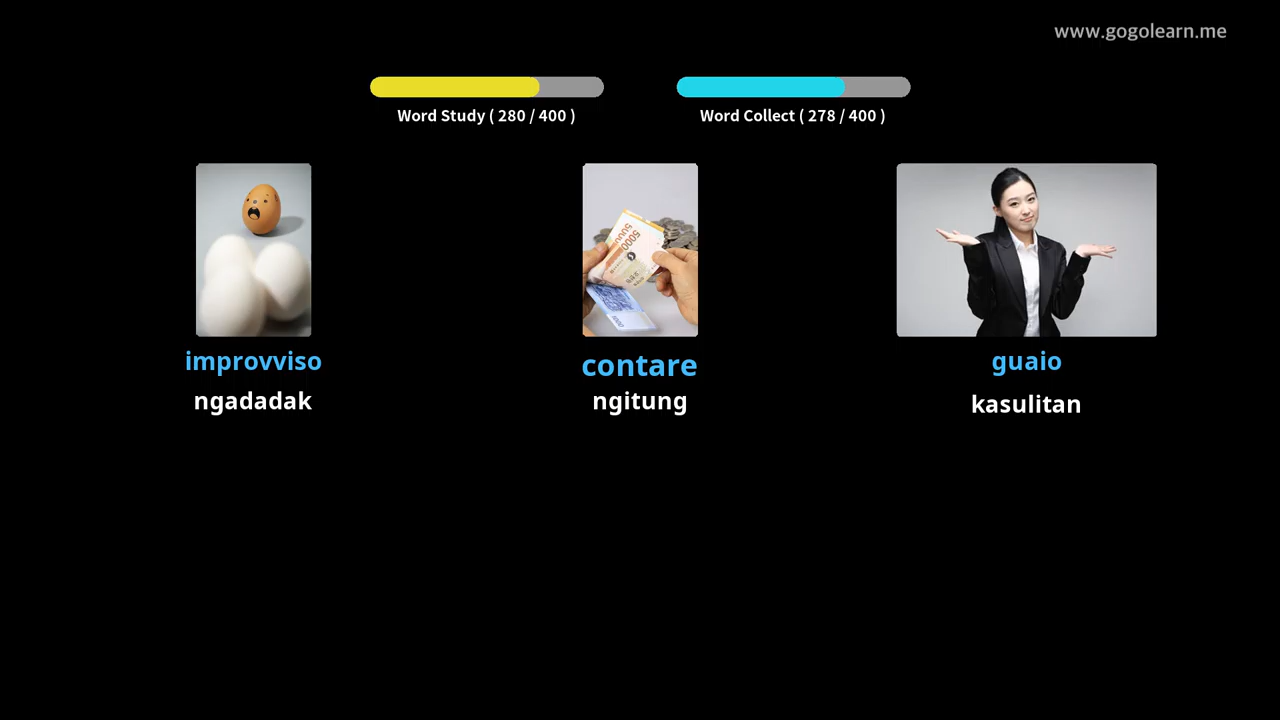 www.gogolearn.me
Word Study ( 280 / 400 )
Word Collect ( 278 / 400 )
improvviso
contare
guaio
ngadadak
ngitung
kasulitan